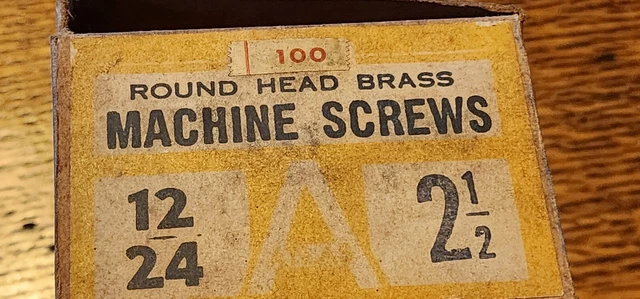 100
ROUND HEAD BRASS
MACHINE SCREWS
12/24
A
2 1/2